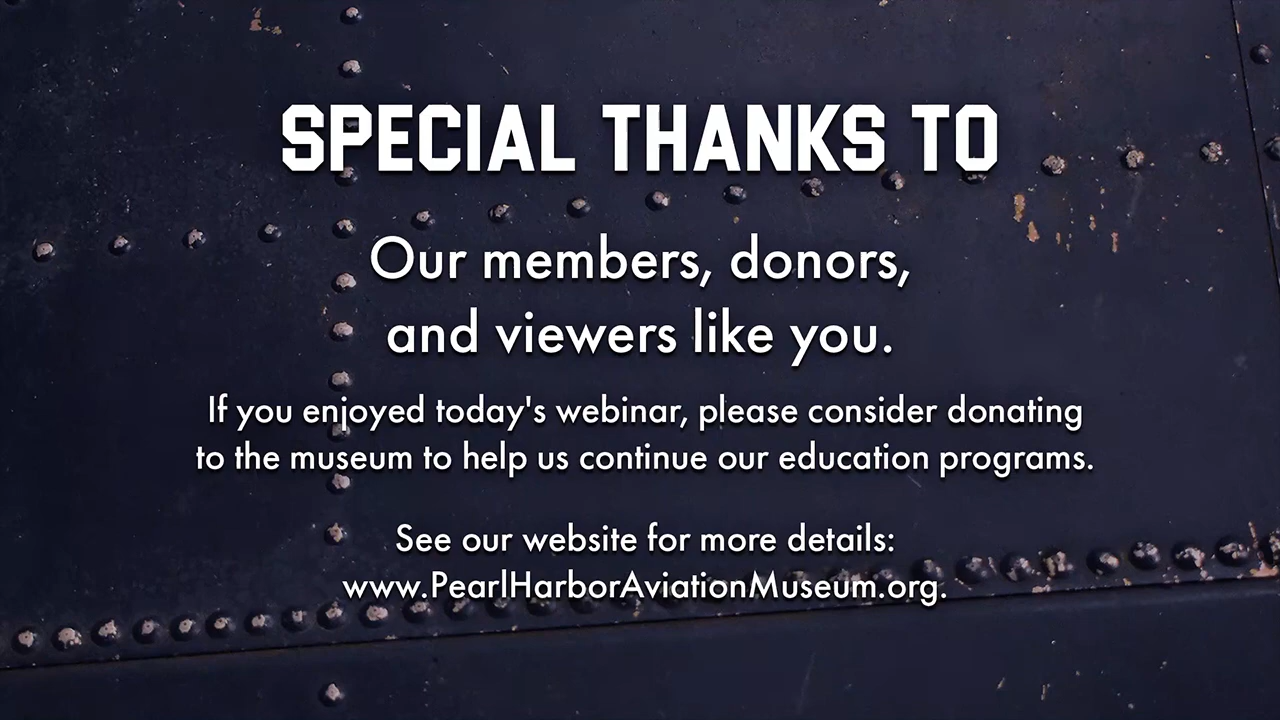 SPECIAL THANKS TO
Our members, donors,
and viewers like you.
If you enjoyed today's webinar, please consider donating
to the museum to help us continue our education programs.
See our website for more details:
www.PearlHarborAviationMuseum.org.